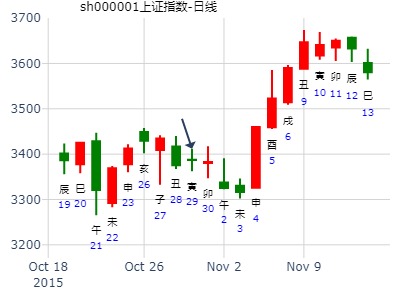 sh000001上证指数-日线
3700
3600
3500
3400
3300
3200
辰
19
巳
20
午
21
未
22
申
23
亥
26
子
27
丑
28
寅
29
卯
30
午
2
未
3
申
4
酉
5
戌
6
丑
9
寅
10
卯
11
辰
12
巳
13
Oct 18
2015
Oct 26
Nov 2
Nov 9